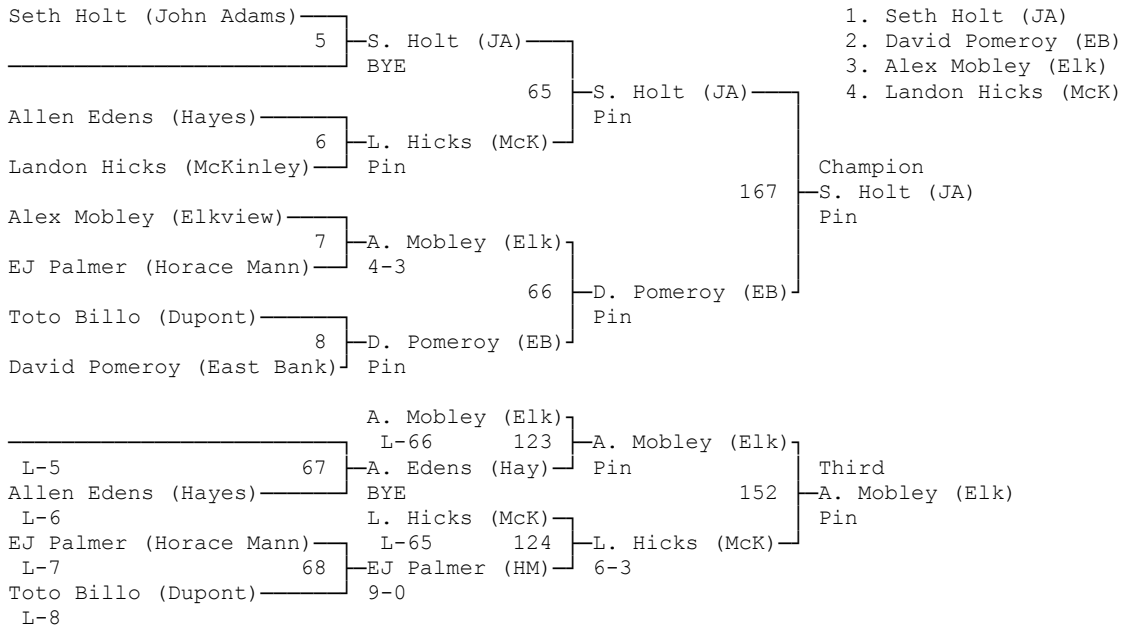 Seth Holt (John Adams) 1. Seth Holt (JA)
5 S. Holt (JA) 2. David Pomeroy (EB)
BYE 3. Alex Mobley (Elk)
65 S. Holt (JA) 4. Landon Hicks (McK)
Allen Edens (Hayes) Pin
6 L. Hicks (McK)
Landon Hicks (McKinley) Pin Champion
167 S. Holt (JA)
Alex Mobley (Elkview) Pin
7 A. Mobley (Elk)
EJ Palmer (Horace Mann) 4-3
66 D. Pomeroy (EB)
Toto Billo (Dupont) Pin
8 D. Pomeroy (EB)
David Pomeroy (East Bank) Pin
A. Mobley (Elk)
L-66 123 A. Mobley (Elk)
L-5 67 A. Edens (Hay) Pin Third
Allen Edens (Hayes) BYE 152 A. Mobley (Elk)
L-6 L. Hicks (McK) Pin
EJ Palmer (Horace Mann) L-65 124 L. Hicks (McK)
L-7 68 EJ Palmer (HM) 6-3
Toto Billo (Dupont) 9-0
L-8